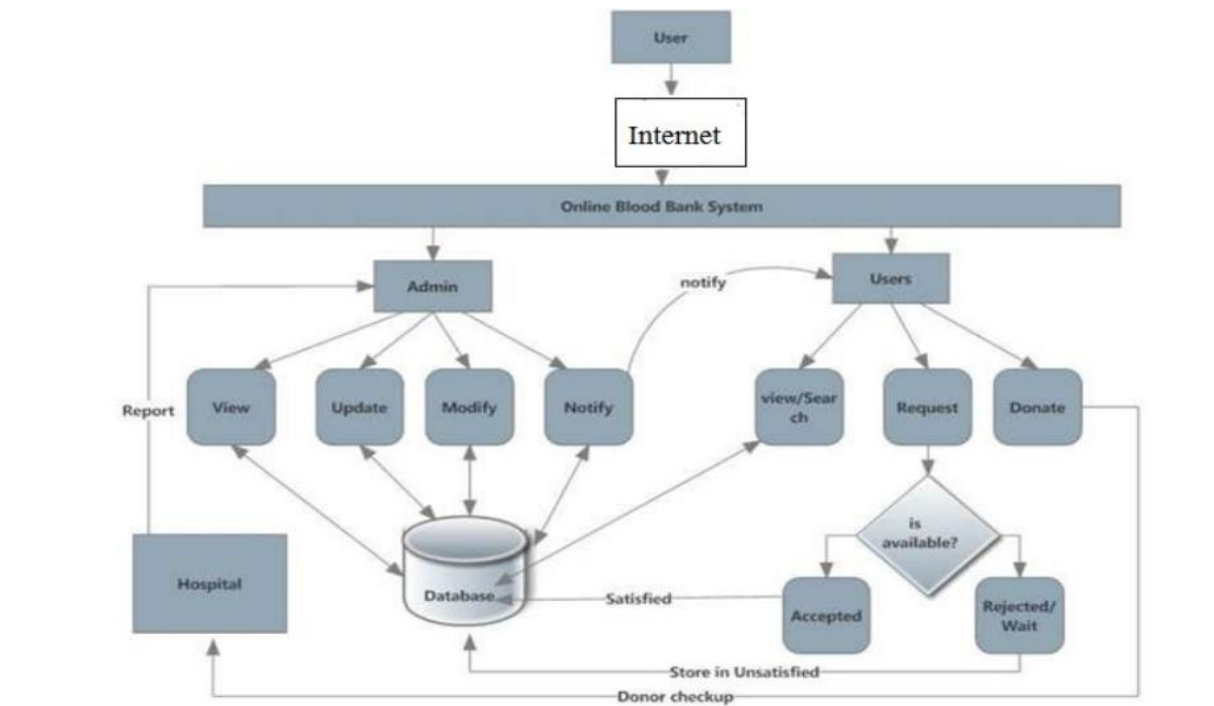 User
Internet
Online Blood Bank System
Admin
notify
Users
Report
View
Update
Modify
Notify
view/Sear
ch
Request
Donate
is
available?
Hospital
Database
Satisfied
Accepted
Rejected/
Wait
Store in Unsatisfied
Donor checkup